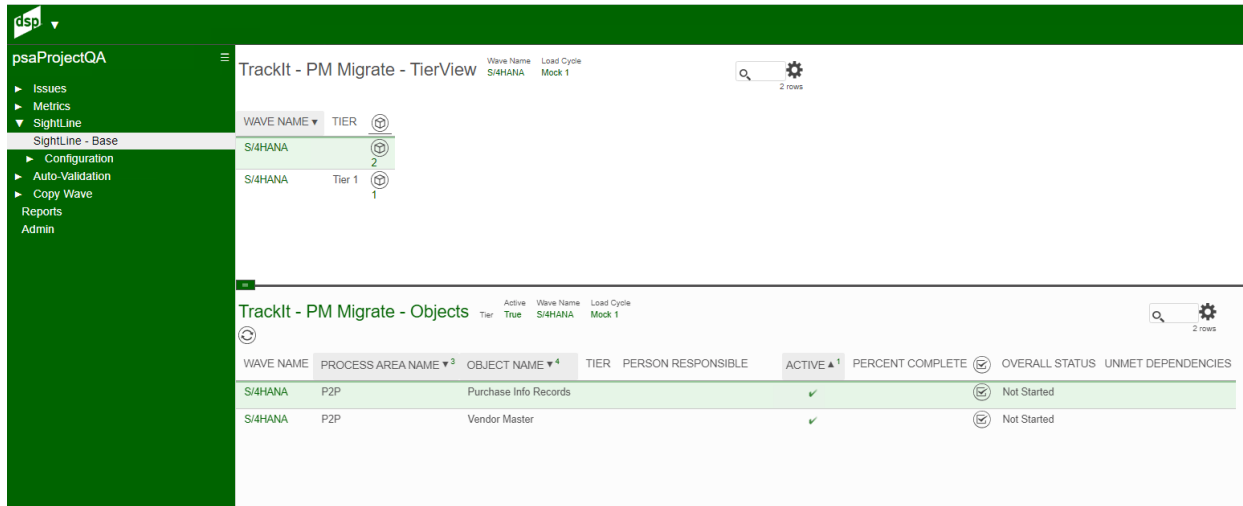 dsp ▼
psaProjectQA ☰
► Issues
► Metrics
▼ SightLine
SightLine - Base
► Configuration
► Auto-Validation
► Copy Wave
Reports
Admin
TrackIt - PM Migrate - TierView
Wave Name Load Cycle
S/4HANA Mock 1
2 rows
WAVE NAME ▼ TIER
S/4HANA 2
S/4HANA Tier 1 1
TrackIt - PM Migrate - Objects
Active Wave Name Load Cycle
Tier True S/4HANA Mock 1
2 rows
WAVE NAME PROCESS AREA NAME ▼3 OBJECT NAME ▼4 TIER PERSON RESPONSIBLE ACTIVE ▲1 PERCENT COMPLETE OVERALL STATUS UNMET DEPENDENCIES
S/4HANA P2P Purchase Info Records ✔ Not Started
S/4HANA P2P Vendor Master ✔ Not Started